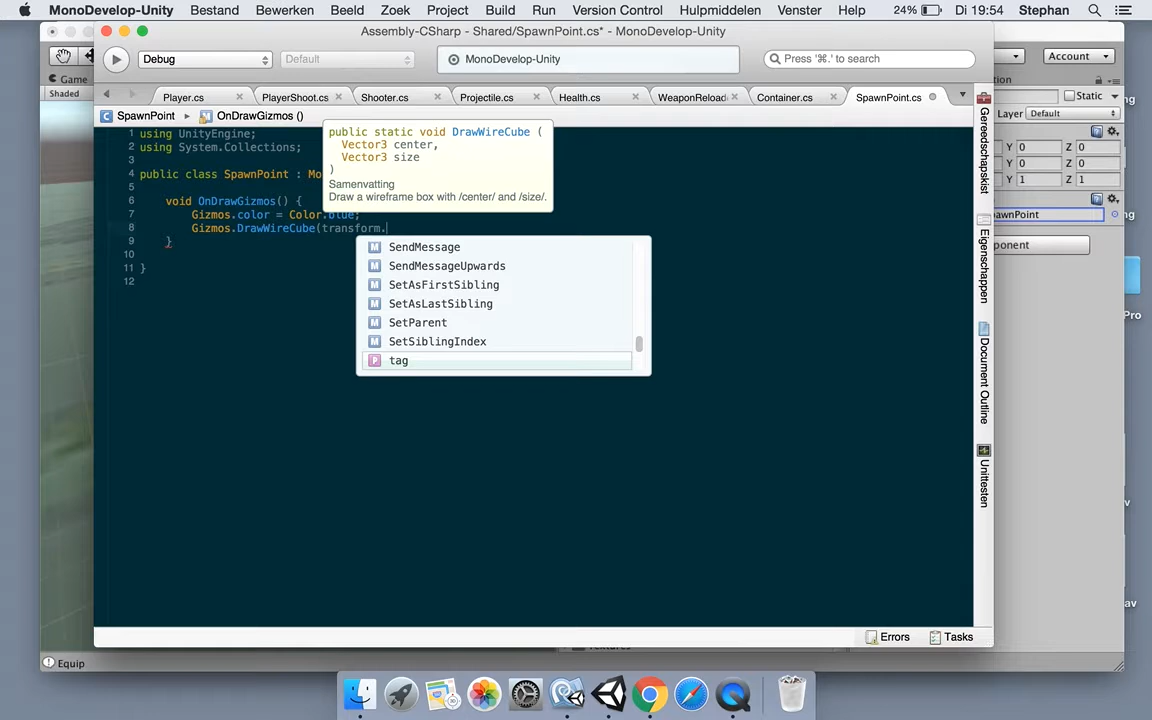 MonoDevelop-Unity Bestand Bewerken Beeld Zoek Project Build Run Version Control Hulpmiddelen Venster Help 24% Di 19:54 Stephan
Assembly-CSharp - Shared/SpawnPoint.cs* - MonoDevelop-Unity
Debug
Default
MonoDevelop-Unity
Press '⌘.' to search
Account
Game
Shaded
Player.cs
PlayerShoot.cs
Shooter.cs
Projectile.cs
Health.cs
WeaponReload
Container.cs
SpawnPoint.cs
Static
Layer Default
SpawnPoint
OnDrawGizmos ()
1 using UnityEngine;
2 using System.Collections;
3
4 public class SpawnPoint : Mo
5
6 void OnDrawGizmos() {
7 Gizmos.color = Color.blue;
8 Gizmos.DrawWireCube(transform.
9 }
10
11 }
12
public static void DrawWireCube (
Vector3 center,
Vector3 size
)
Samenvatting
Draw a wireframe box with /center/ and /size/.
SendMessage
SendMessageUpwards
SetAsFirstSibling
SetAsLastSibling
SetParent
SetSiblingIndex
tag
Gereedschapskist
Eigenschappen
Document Outline
Unittesten
Y 0 Z 0
Y 0 Z 0
Y 1 Z 1
awnPoint
ponent
Pro
Errors
Tasks
Equip